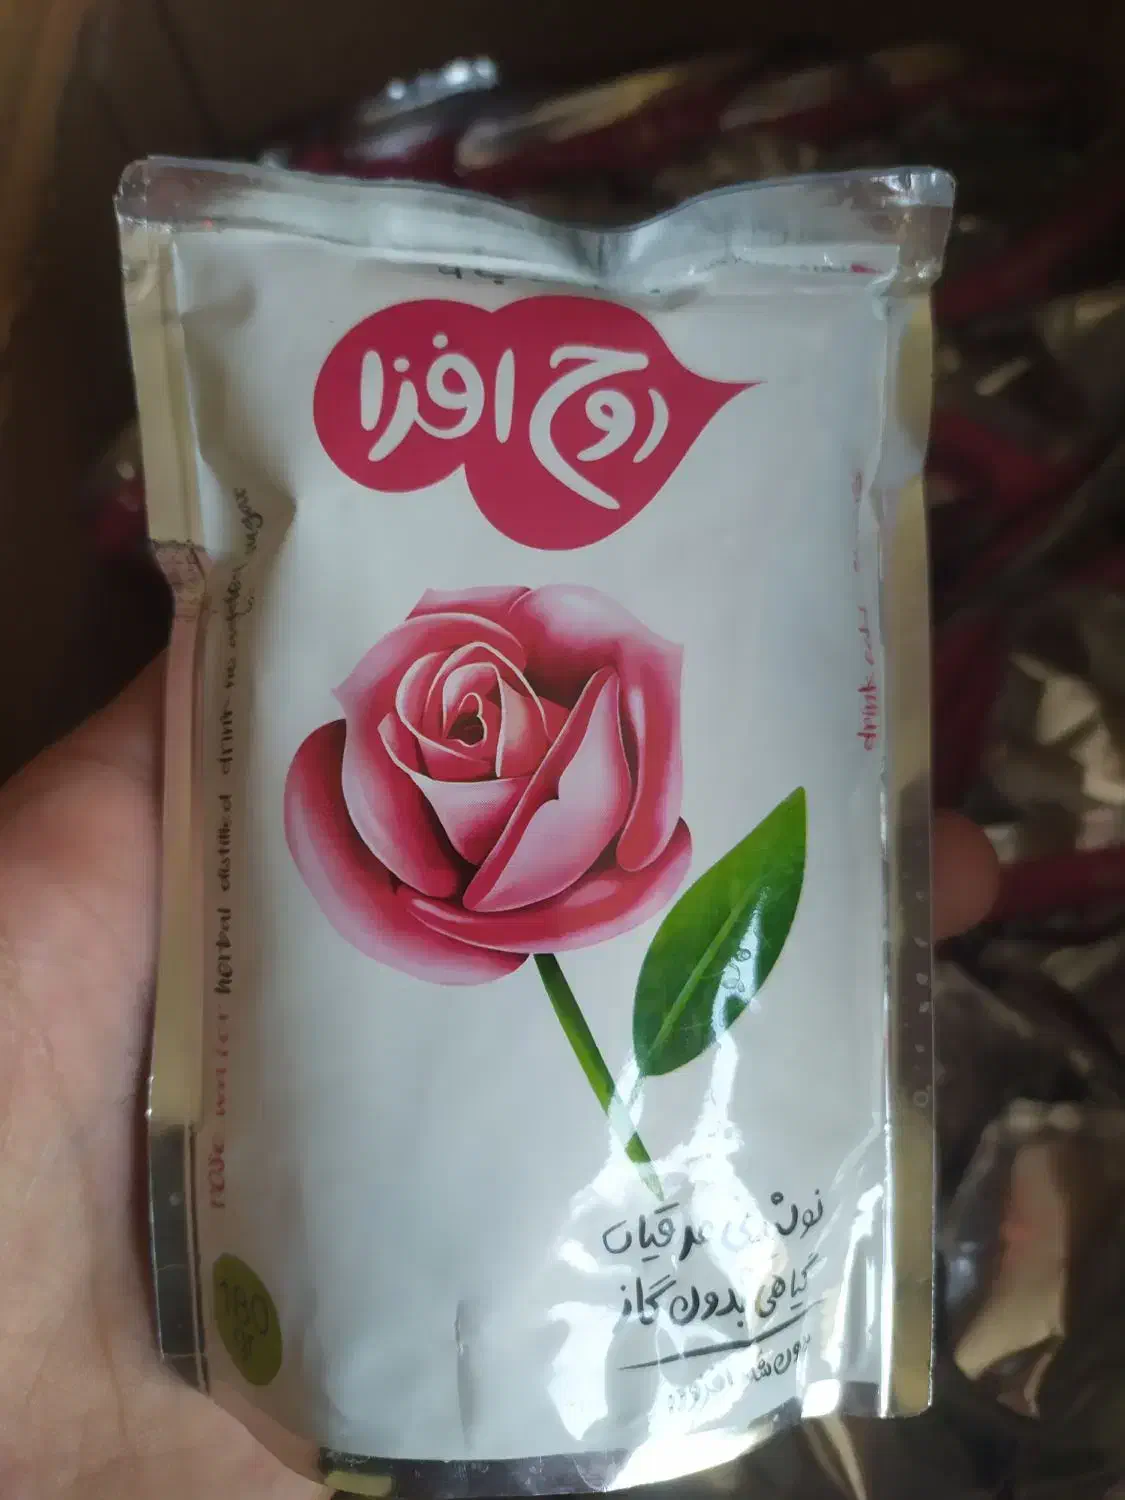 روح افزا
نوشیدنی عرقیات
گیاهی بدون گاز
بدون شکر افزوده
rose water herbal distilled drink no added sugar
drink
180